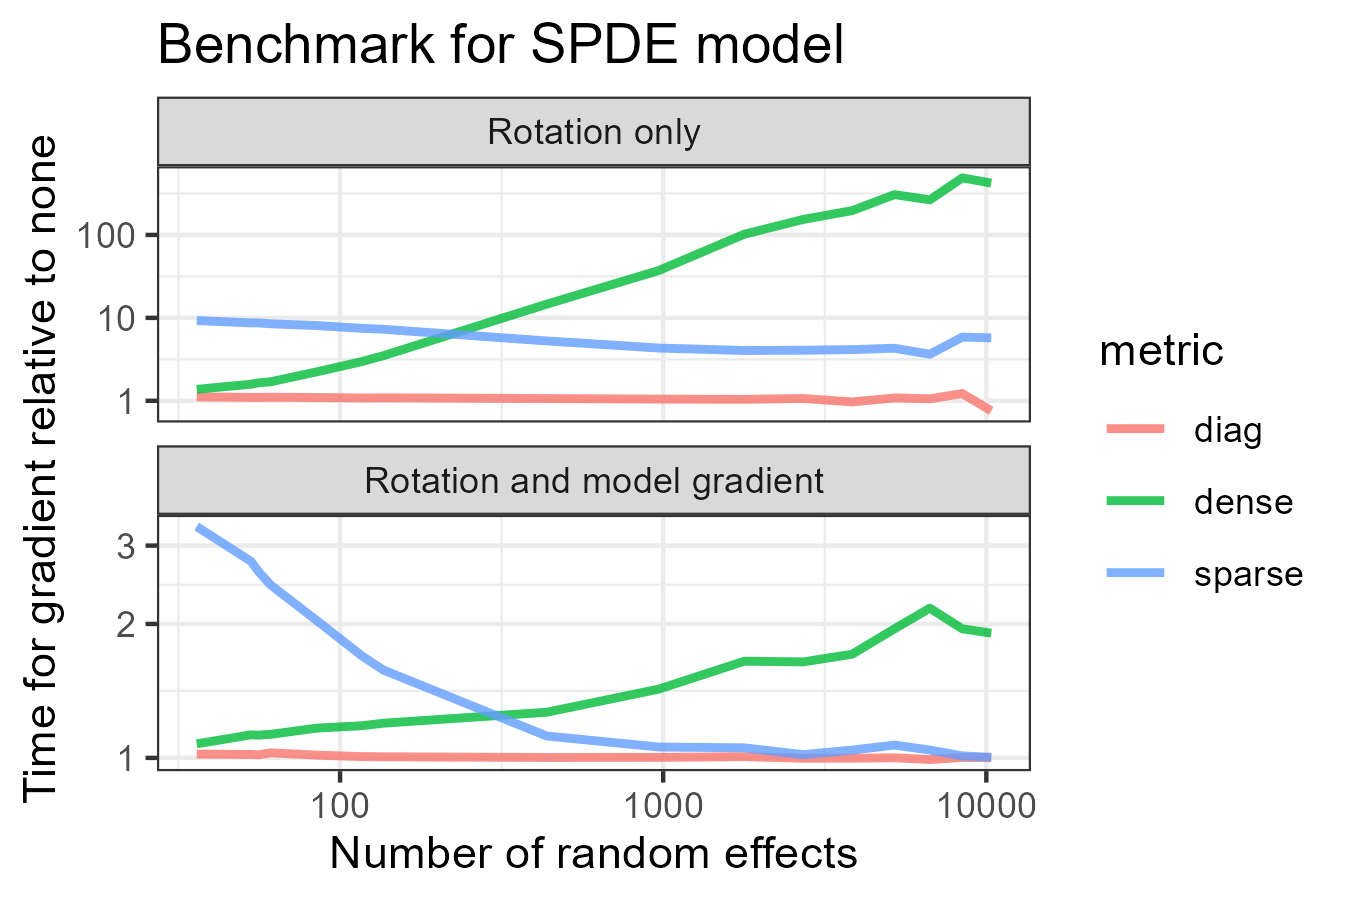 Benchmark for SPDE model
Time for gradient relative to none
Rotation only
100
10
1
Rotation and model gradient
3
2
1
100
1000
10000
Number of random effects
metric
diag
dense
sparse